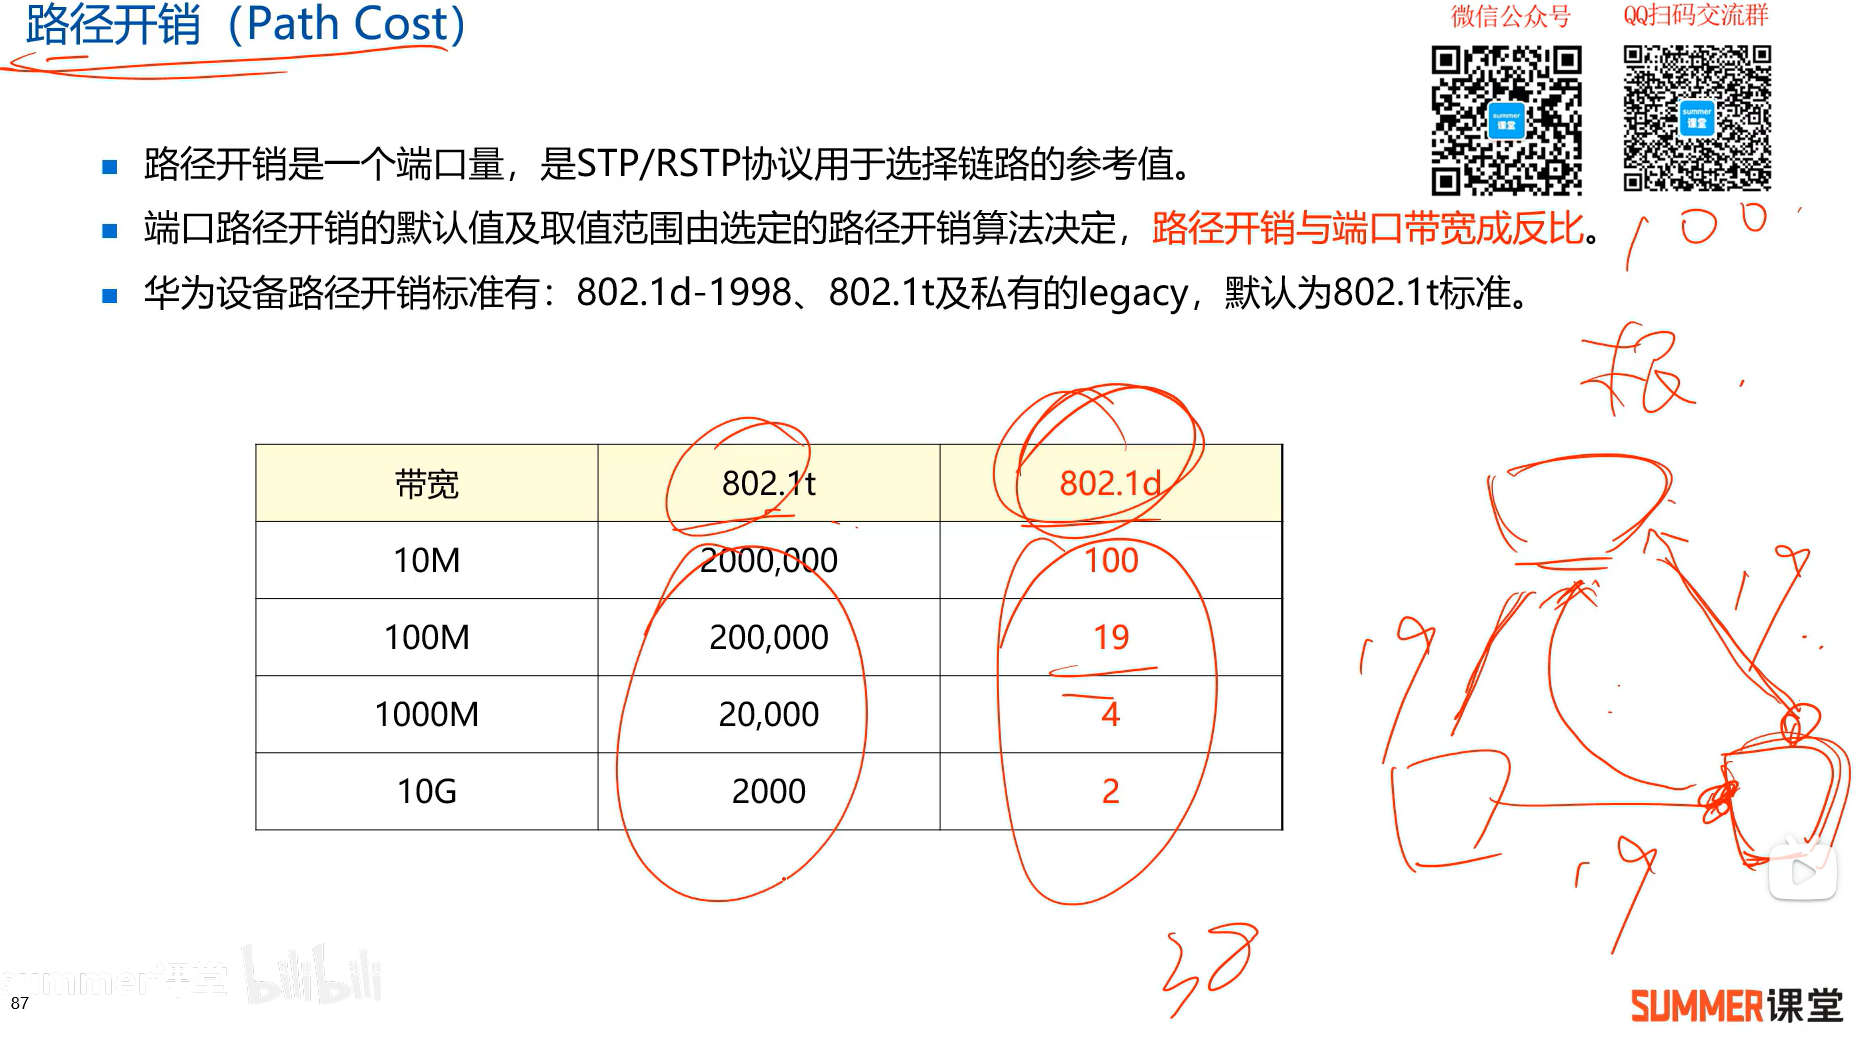 路径开销（Path Cost）
微信公众号
QQ扫码交流群
summer
课堂
summer
课堂
路径开销是一个端口量，是STP/RSTP协议用于选择链路的参考值。
端口路径开销的默认值及取值范围由选定的路径开销算法决定，路径开销与端口带宽成反比。
100
华为设备路径开销标准有：802.1d-1998、802.1t及私有的legacy，默认为802.1t标准。
根
带宽 802.1t 802.1d
10M 2000,000 100
100M 200,000 19
1000M 20,000 4
10G 2000 2
19
19
19
38
summer课堂 bilibili
87
SUMMER课堂